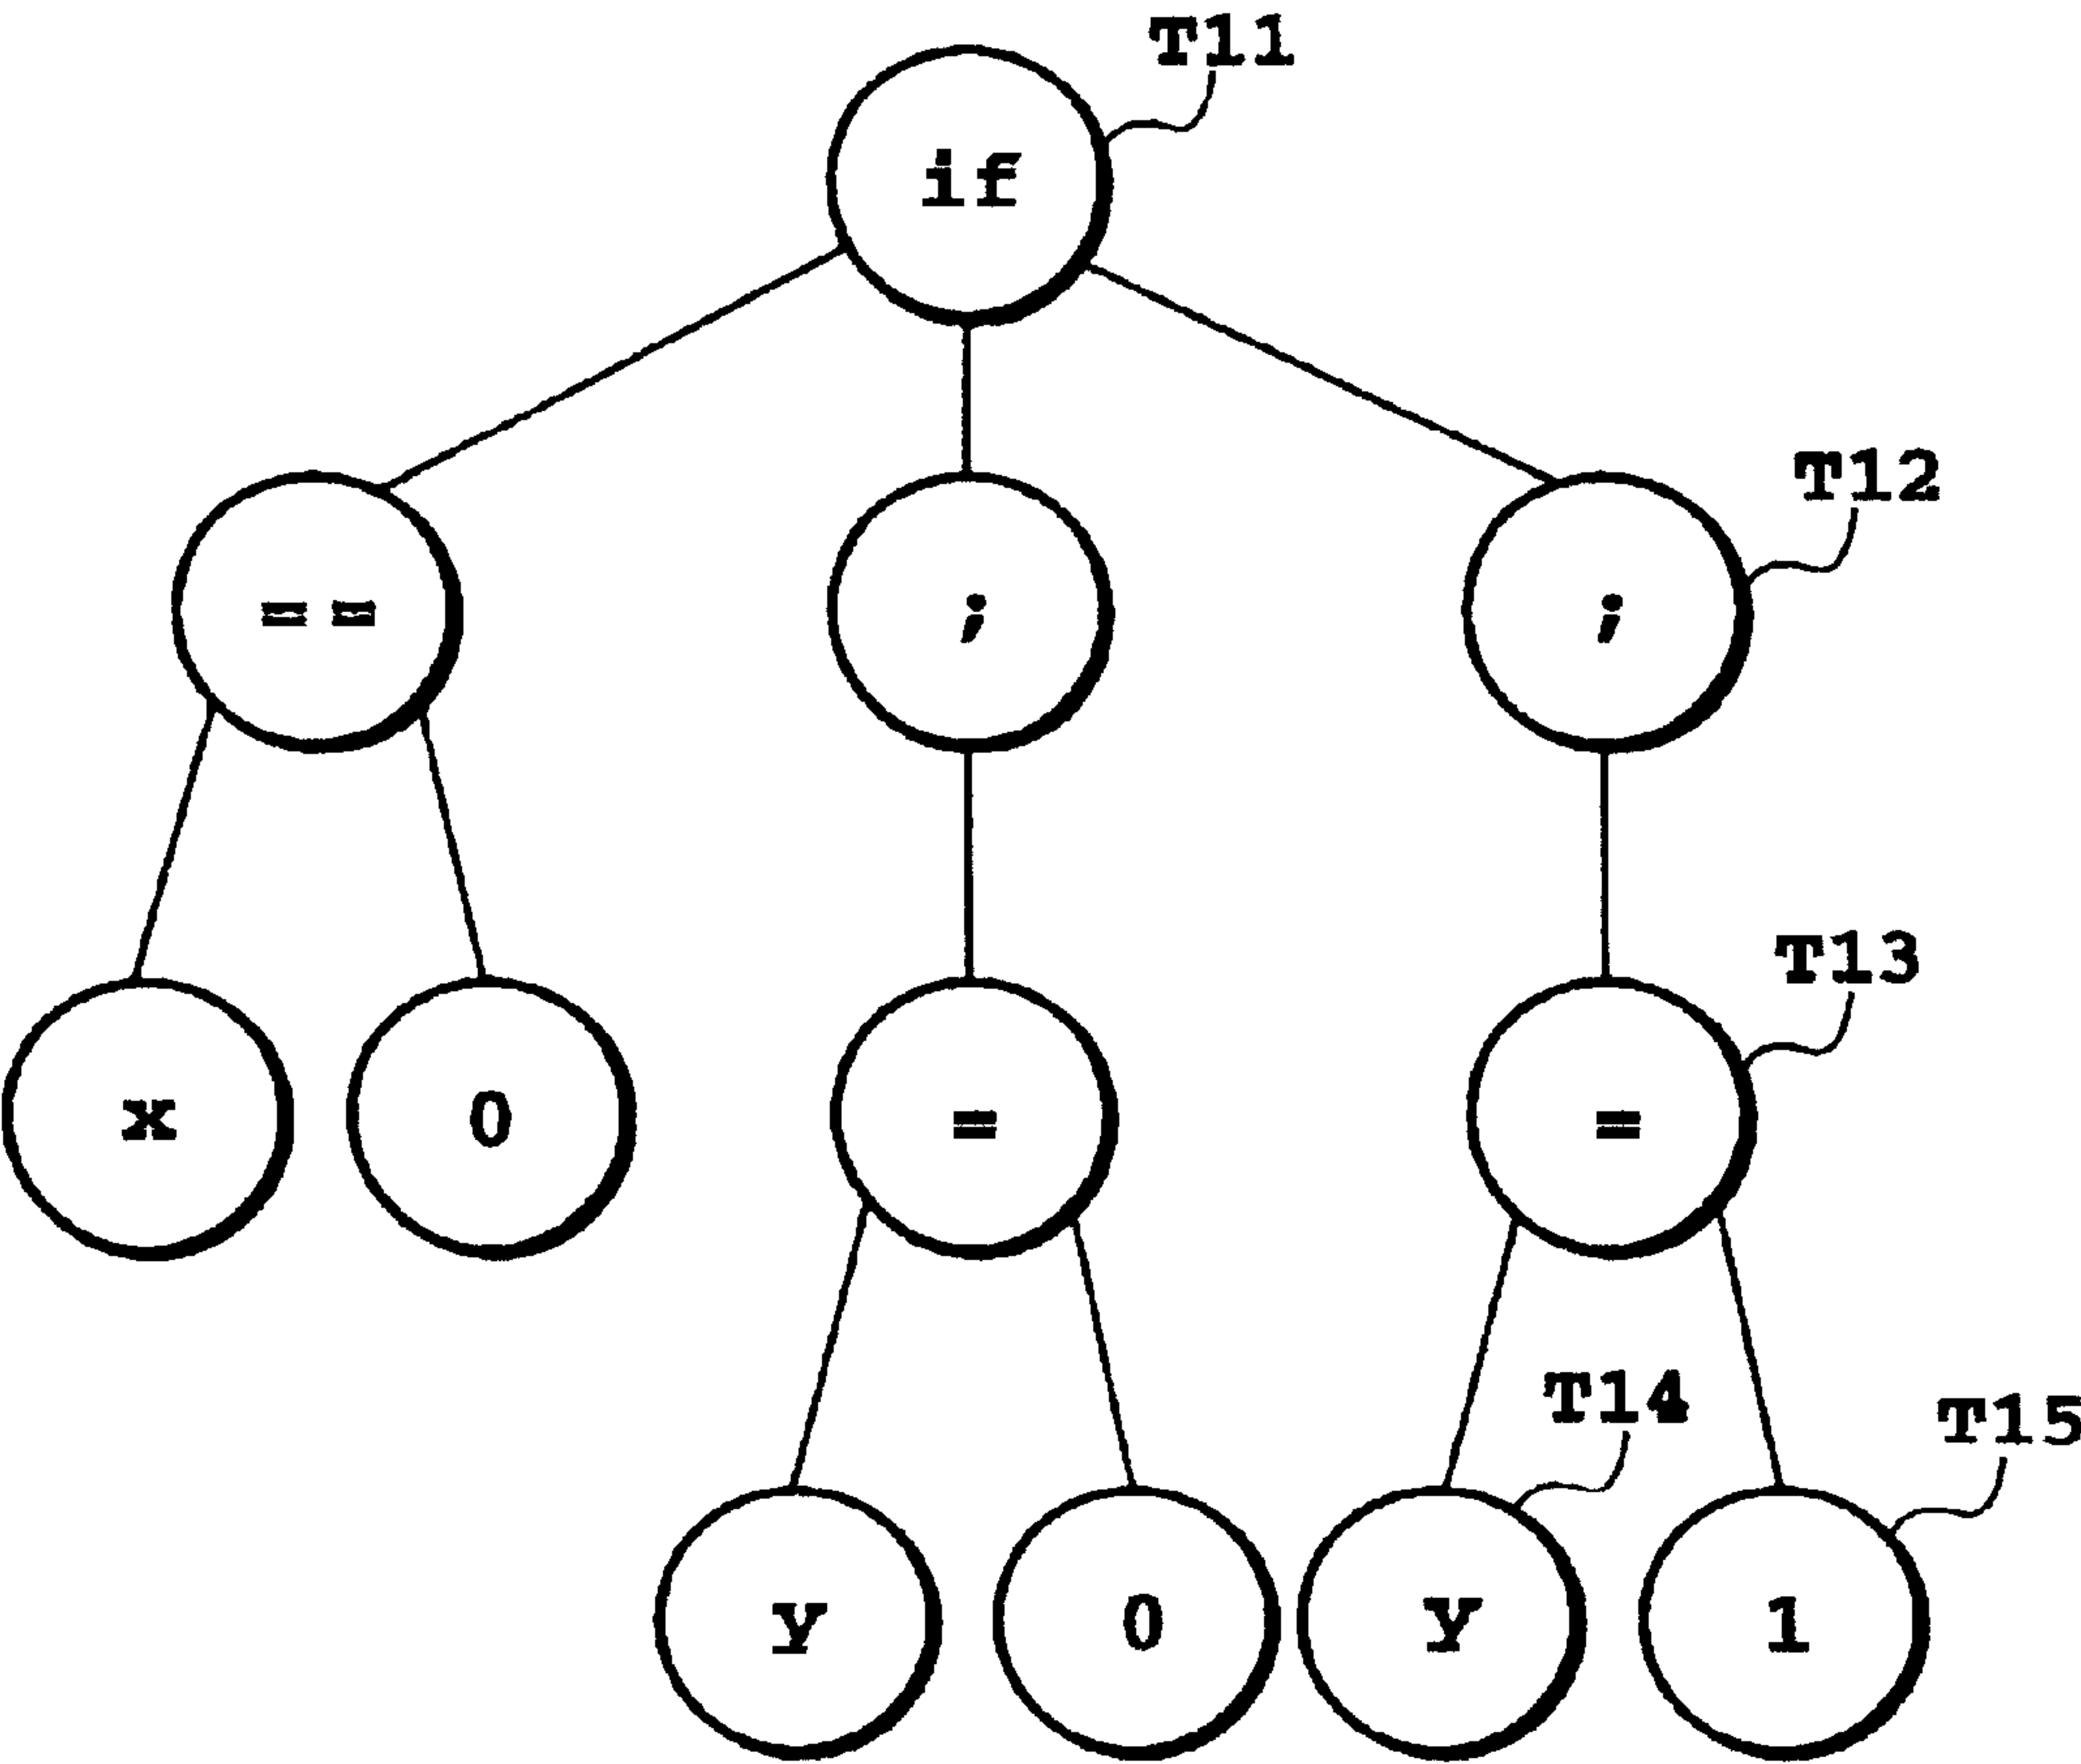 T11
if
T12
== ; ;
T13
x 0 = =
T14
T15
y 0 y 1